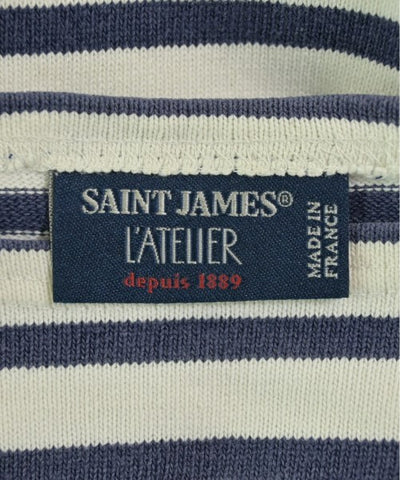 SAINT JAMES®
L'ATELIER
depuis 1889
MADE IN
FRANCE